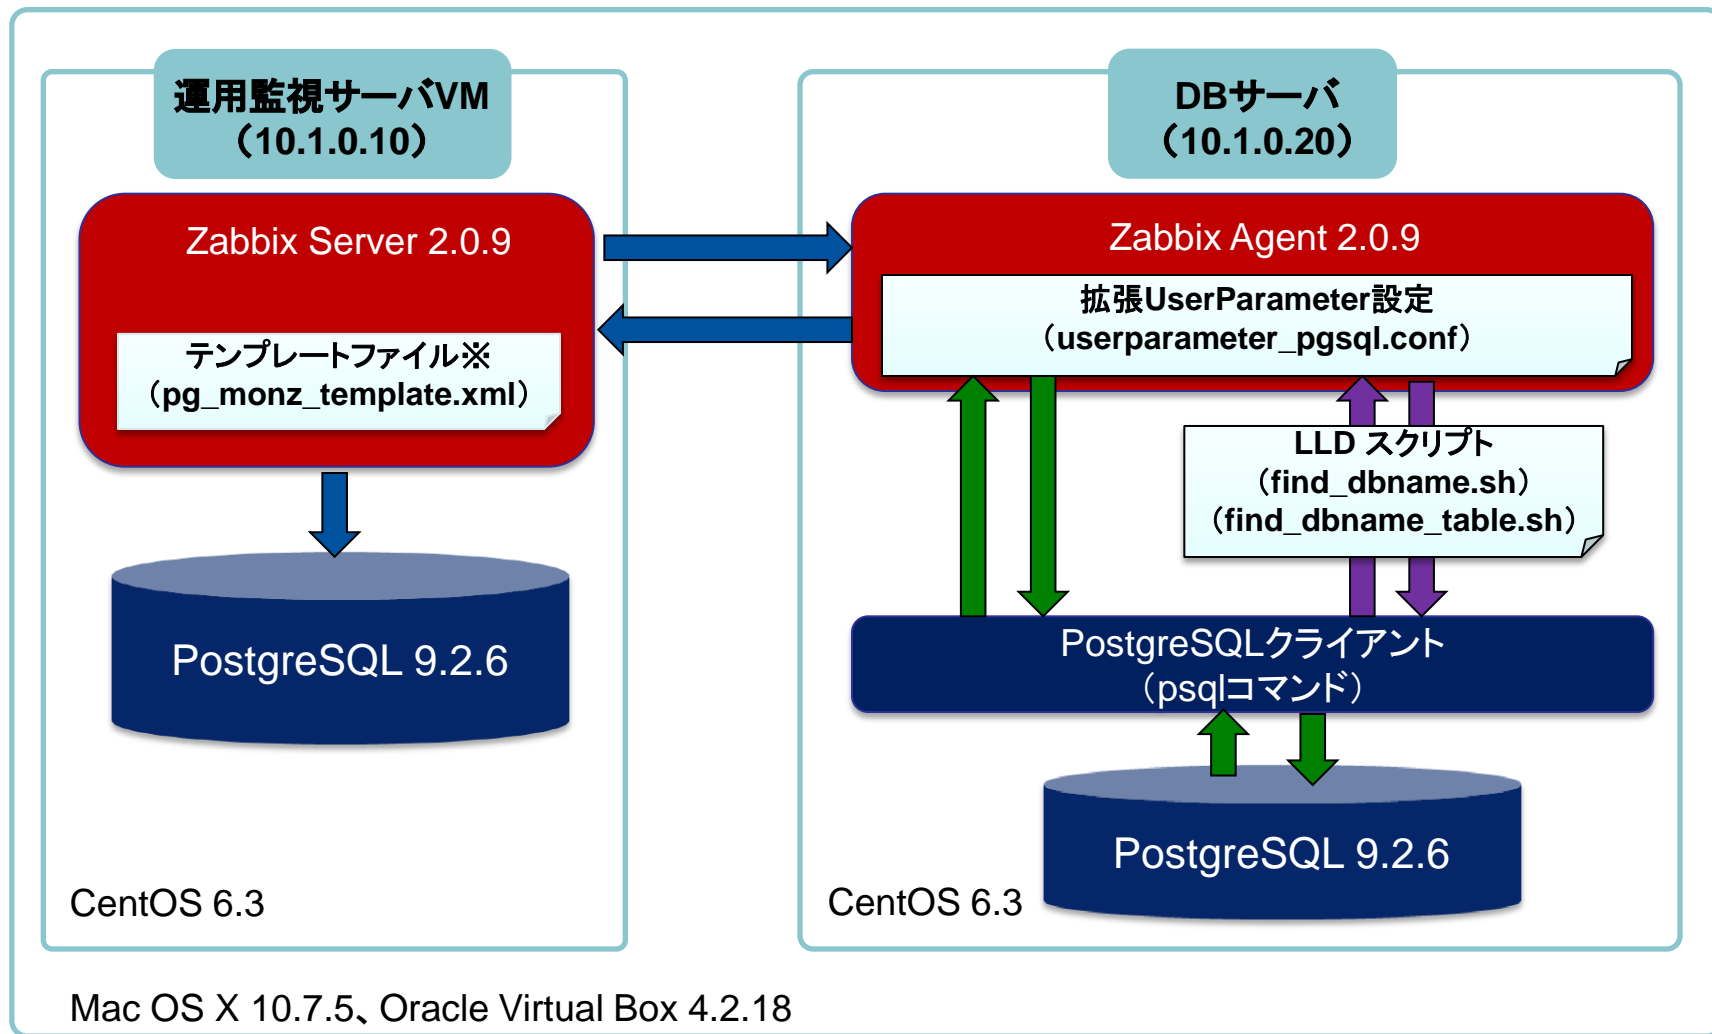 運用監視サーバVM
（10.1.0.10）
Zabbix Server 2.0.9
テンプレートファイル※
（pg_monz_template.xml）
PostgreSQL 9.2.6
CentOS 6.3
DBサーバ
（10.1.0.20）
Zabbix Agent 2.0.9
拡張UserParameter設定
（userparameter_pgsql.conf）
LLD スクリプト
（find_dbname.sh）
（find_dbname_table.sh）
PostgreSQLクライアント
（psqlコマンド）
PostgreSQL 9.2.6
CentOS 6.3
Mac OS X 10.7.5、Oracle Virtual Box 4.2.18